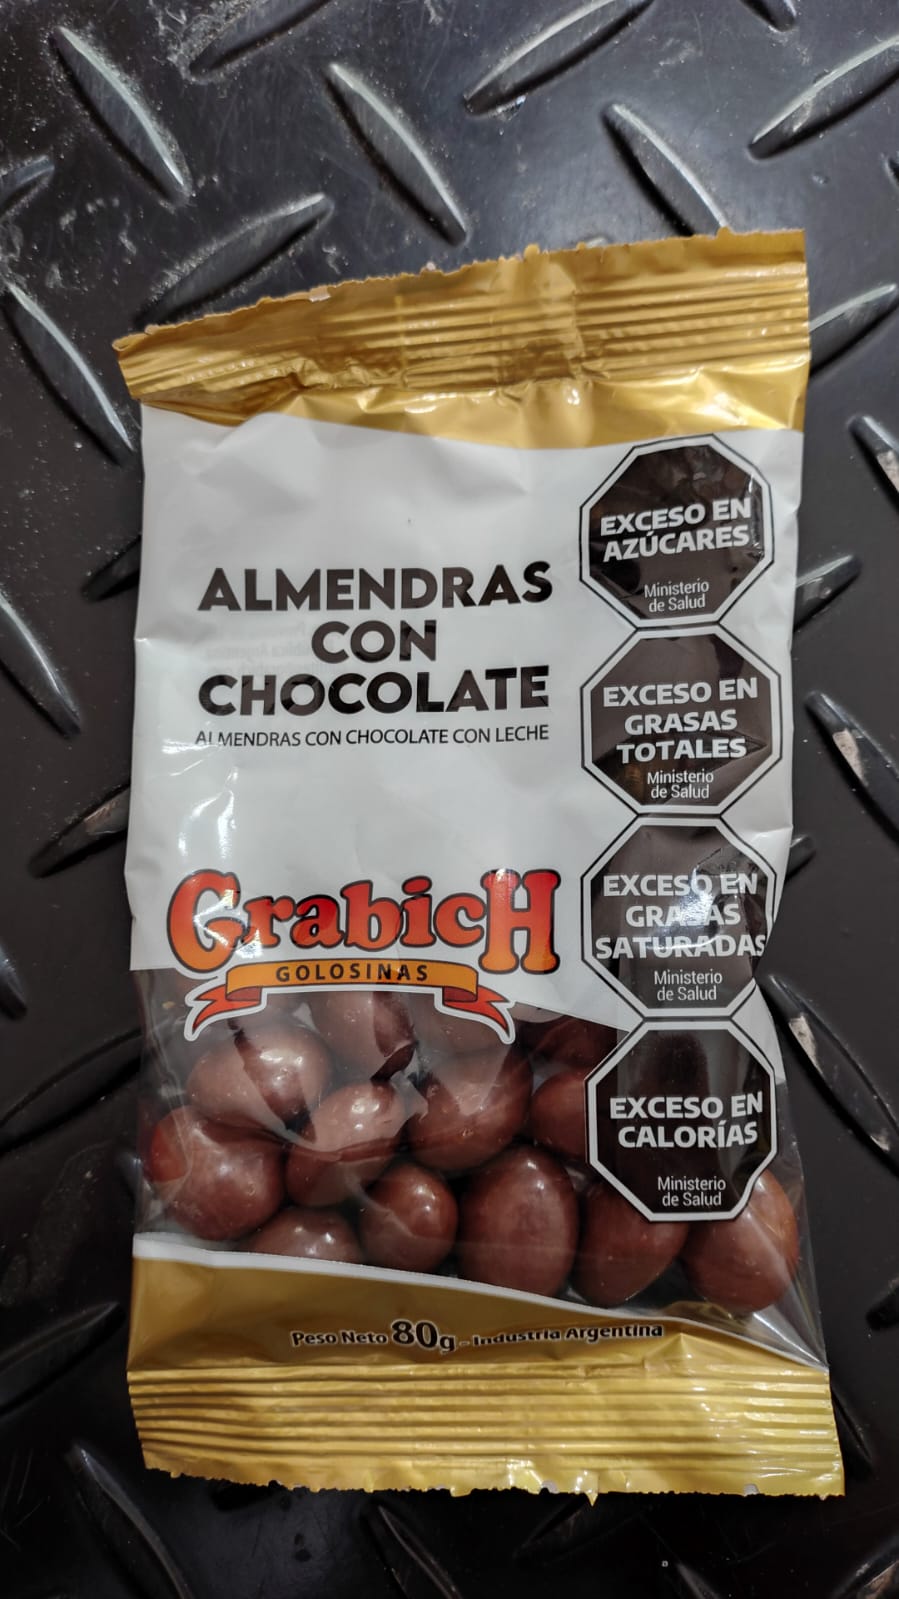 ALMENDRAS
CON
CHOCOLATE
ALMENDRAS CON CHOCOLATE CON LECHE
GrabicH
GOLOSINAS
EXCESO EN
AZÚCARES
Ministerio
de Salud
EXCESO EN
GRASAS
TOTALES
Ministerio
de Salud
EXCESO EN
GRASAS
SATURADAS
Ministerio
de Salud
EXCESO EN
CALORÍAS
Ministerio
de Salud
Peso Neto 80g - Industria Argentina